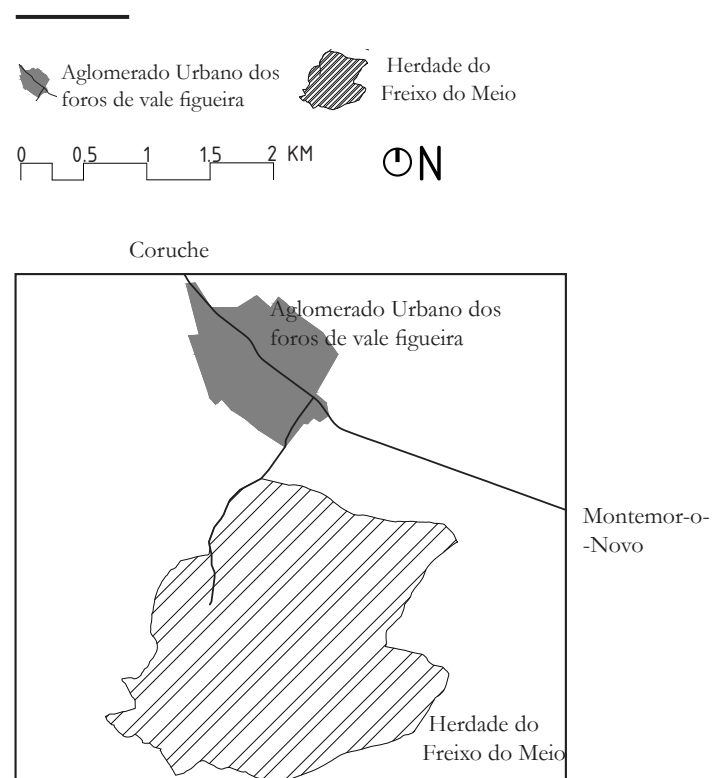 Aglomerado Urbano dos
foros de vale figueira
Herdade do
Freixo do Meio
0 0.5 1 1.5 2 KM
N
Coruche
Aglomerado Urbano dos
foros de vale figueira
Montemor-o-
-Novo
Herdade do
Freixo do Meio